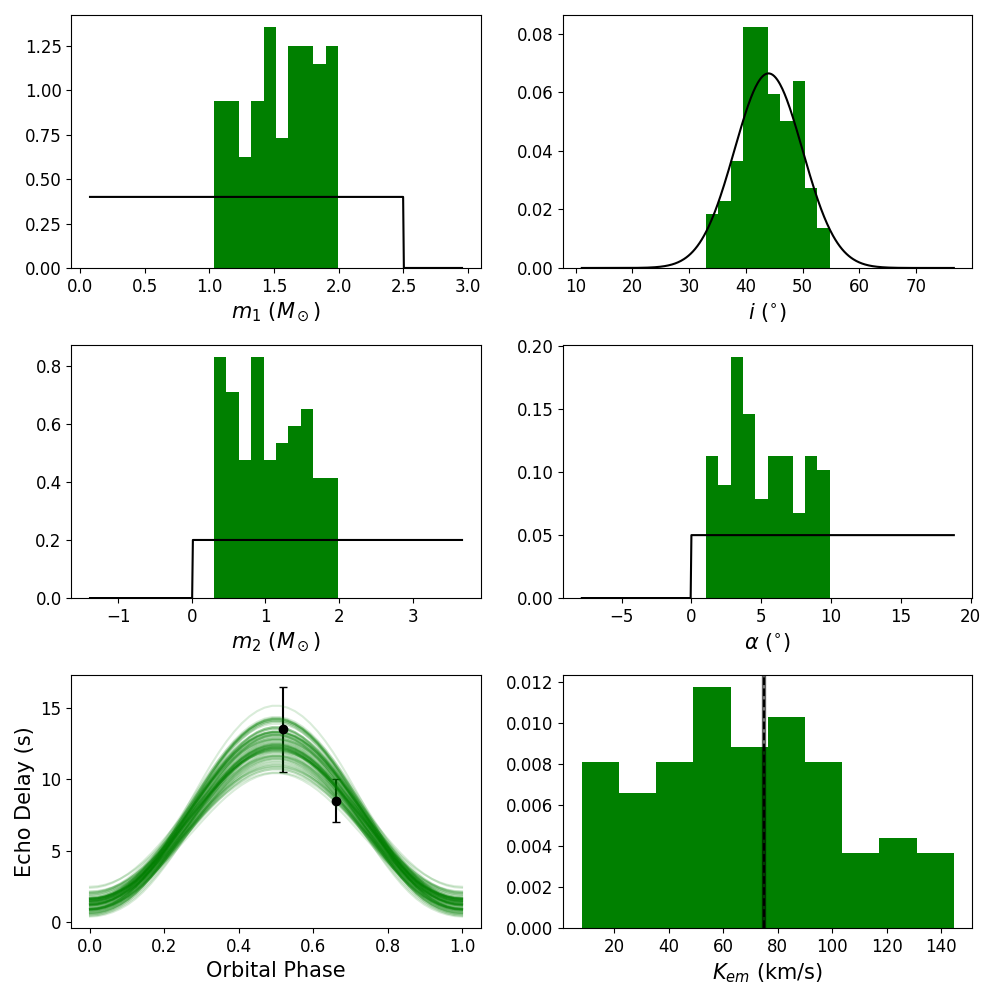 1.25
1.00
0.75
0.50
0.25
0.00
0.0 0.5 1.0 1.5 2.0 2.5 3.0
m₁ (M⊙)
0.08
0.06
0.04
0.02
0.00
10 20 30 40 50 60 70
i (°)
0.8
0.6
0.4
0.2
0.0
−1 0 1 2 3
m₂ (M⊙)
0.20
0.15
0.10
0.05
0.00
−5 0 5 10 15 20
α (°)
Echo Delay (s)
15
10
5
0
0.0 0.2 0.4 0.6 0.8 1.0
Orbital Phase
0.012
0.010
0.008
0.006
0.004
0.002
0.000
20 40 60 80 100 120 140
Kₑₘ (km/s)